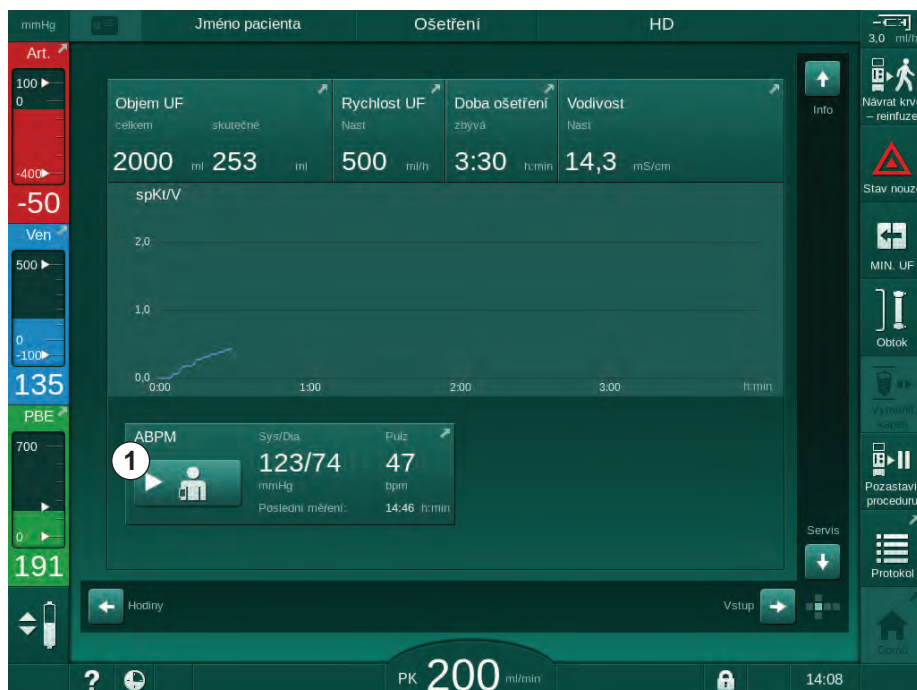 mmHg
Jméno pacienta
Ošetření
HD
3,0 ml/h
Art.
100
0
-400
-50
Ven
500
0
-100
135
PBE
700
0
191
Objem UF
celkem
skutečné
2000 ml 253 ml
Rychlost UF
Nast
500 ml/h
Doba ošetření
zbývá
3:30 h:min
Vodivost
Nast
14,3 mS/cm
spKt/V
2,0
1,0
0,0
0:00 1:00 2:00 3:00 h:min
ABPM
1
Sys/Dia
123/74
mmHg
Pulz
47
bpm
Poslední měření: 14:46 h:min
Info
Servis
Hodiny
Vstup
Návrat krve
– reinfuze
Stav nouze
MIN. UF
Obtok
Vyměnit
kapsli
Pozastavi
proceduru
Protokol
Domů
?
PK 200 ml/min
14:08